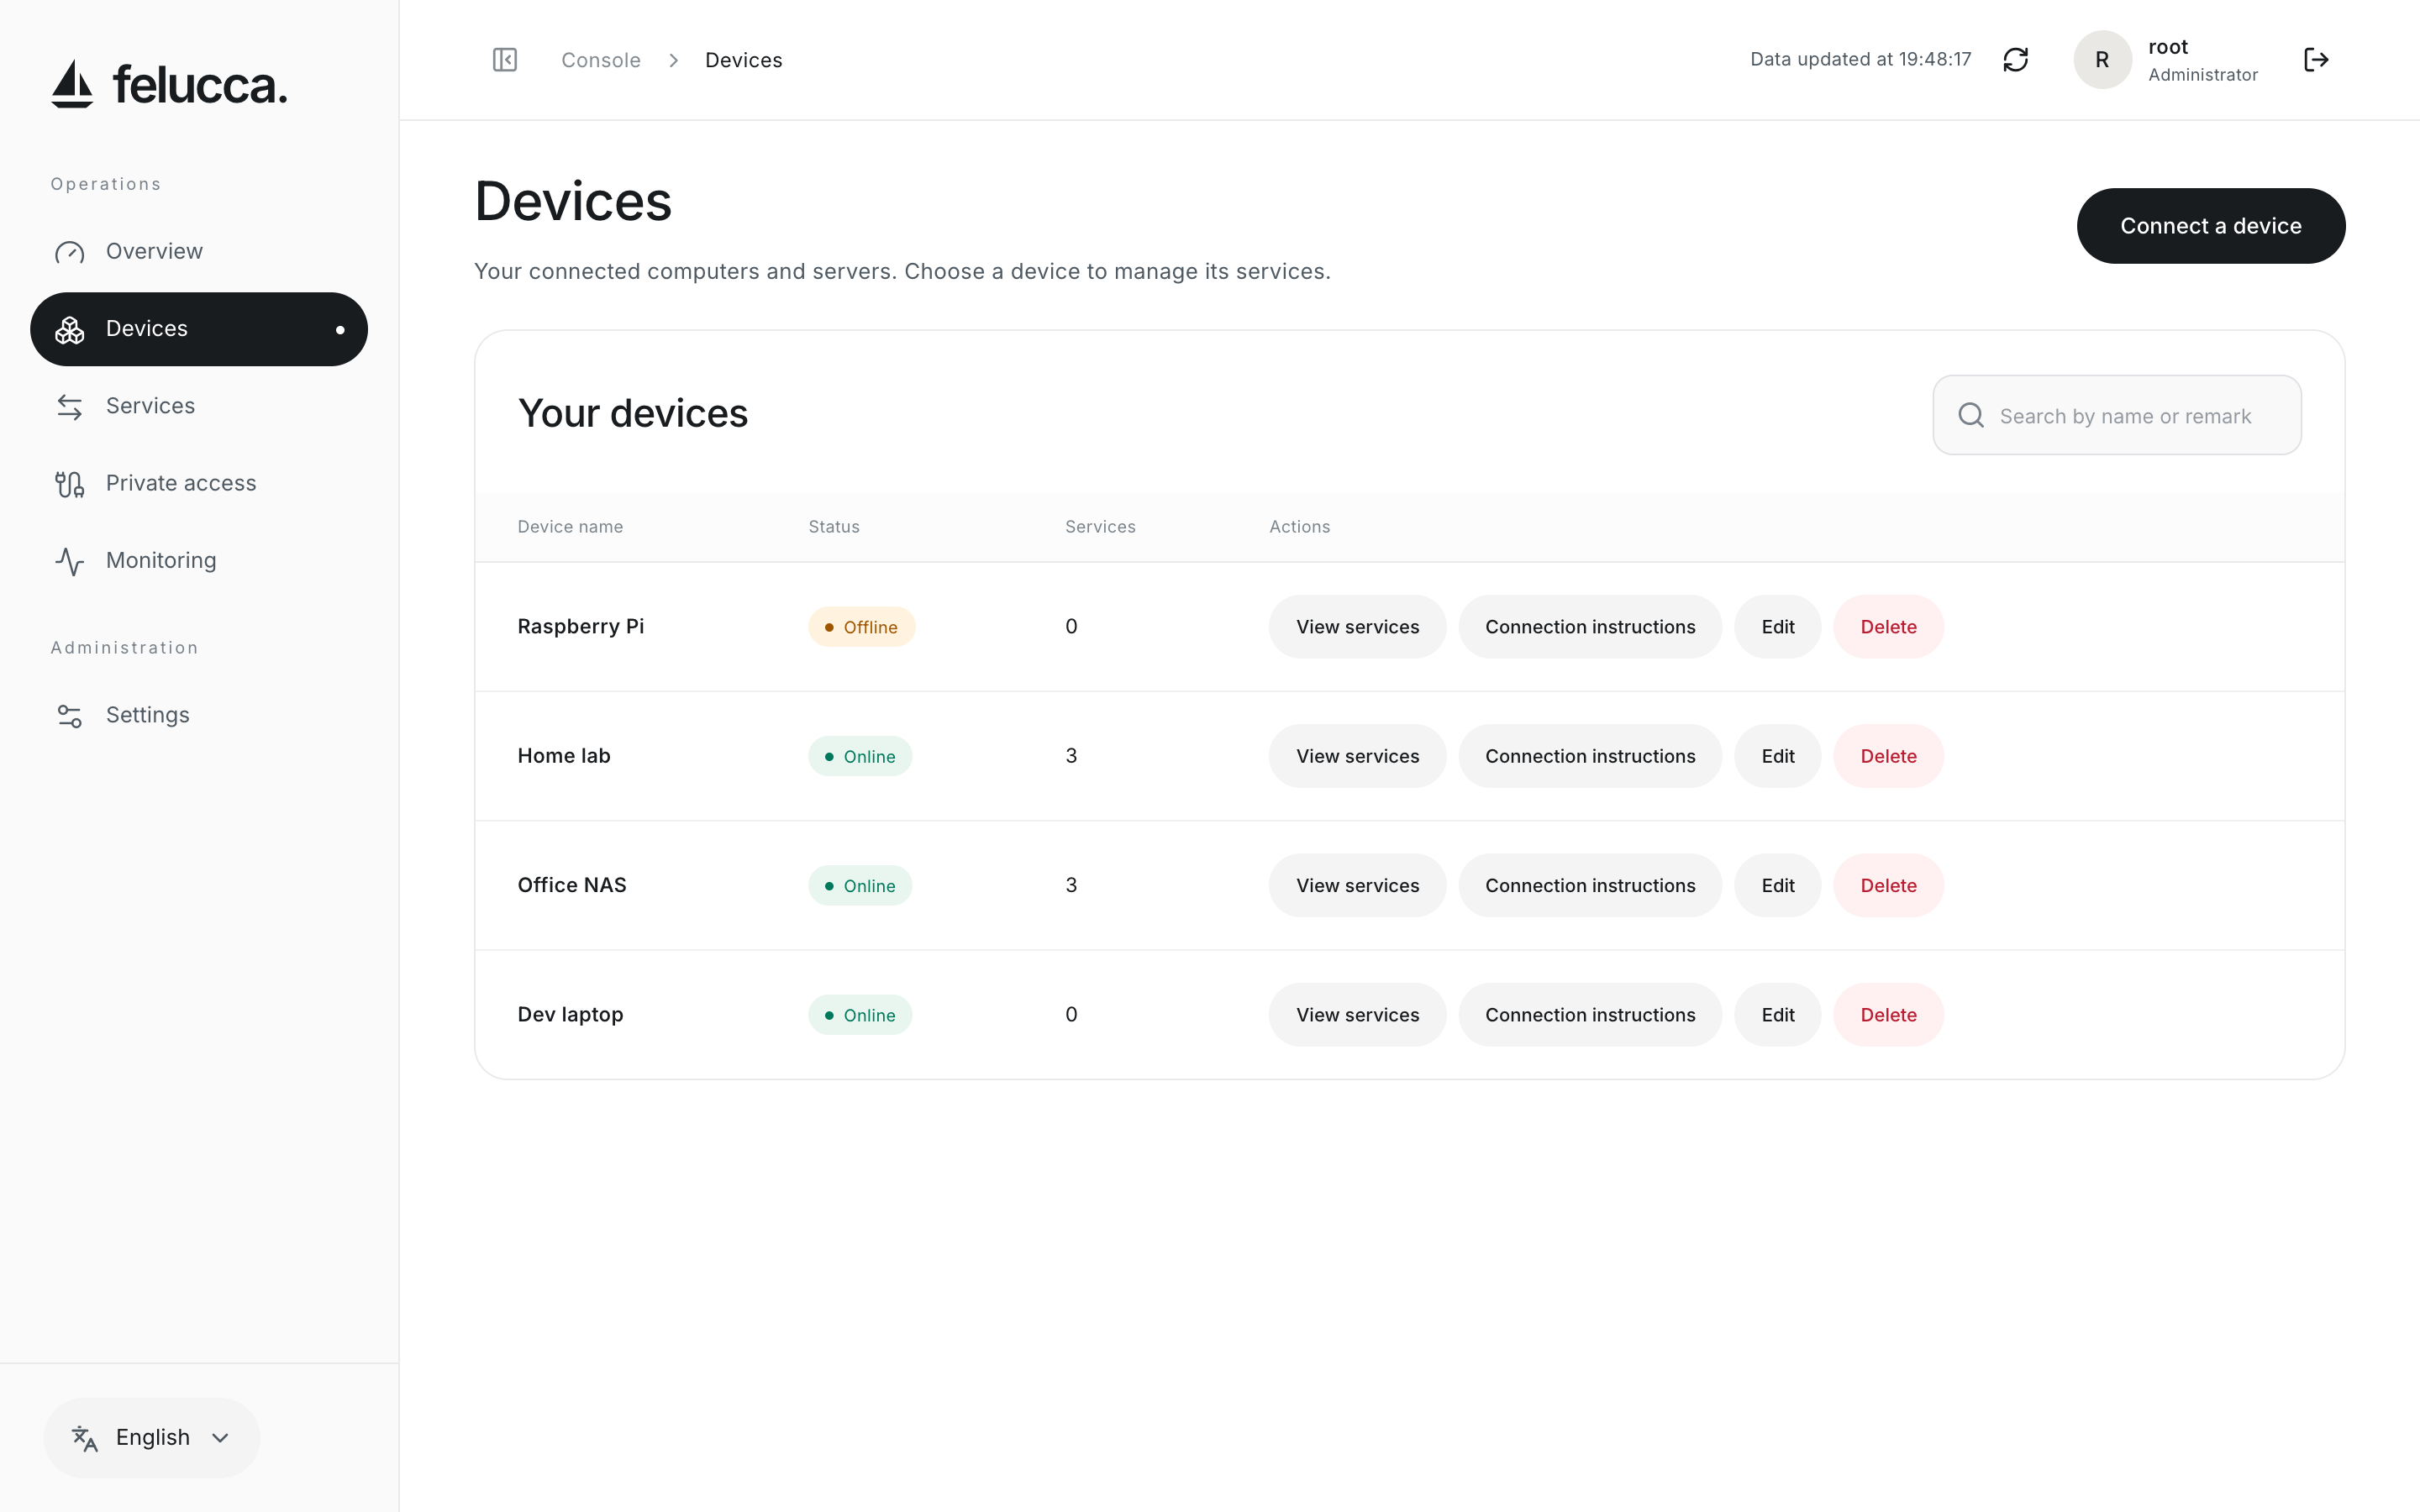 felucca.
Operations
Overview
Devices
Services
Private access
Monitoring
Administration
Settings
English
Console > Devices
Data updated at 19:48:17
R
root
Administrator
Devices
Your connected computers and servers. Choose a device to manage its services.
Connect a device
Your devices
Search by name or remark
Device name Status Services Actions
Raspberry Pi Offline 0 View services Connection instructions Edit Delete
Home lab Online 3 View services Connection instructions Edit Delete
Office NAS Online 3 View services Connection instructions Edit Delete
Dev laptop Online 0 View services Connection instructions Edit Delete